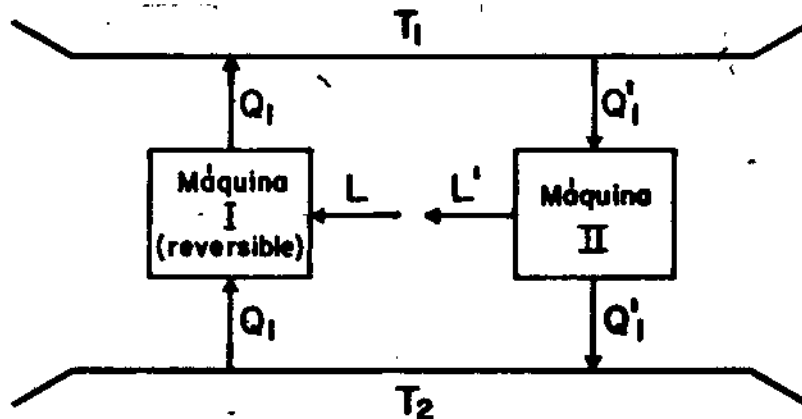 T₁
Q₁
Q'₁
Máquina
I
(reversible)
L
L'
Máquina
II
Q₁
Q'₁
T₂